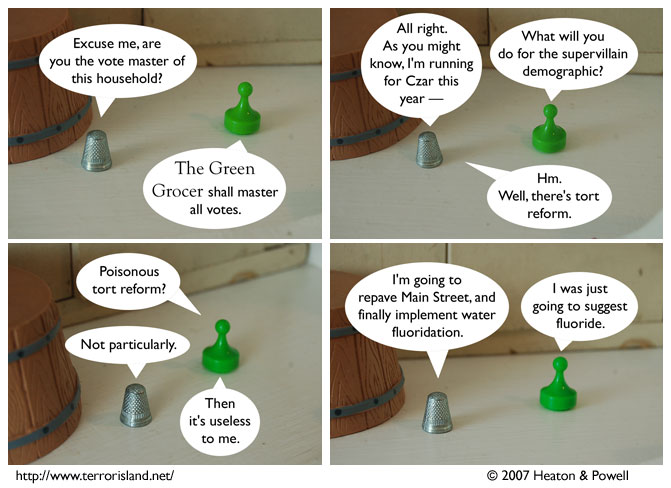 Excuse me, are
you the vote master of
this household?
The Green
Grocer shall master
all votes.
All right.
As you might
know, I'm running
for Czar this
year —
What will you
do for the supervillain
demographic?
Hm.
Well, there's tort
reform.
Poisonous
tort reform?
Not particularly.
Then
it's useless
to me.
I'm going to
repave Main Street, and
finally implement water
fluoridation.
I was just
going to suggest
fluoride.
http://www.terrorisland.net/
© 2007 Heaton & Powell